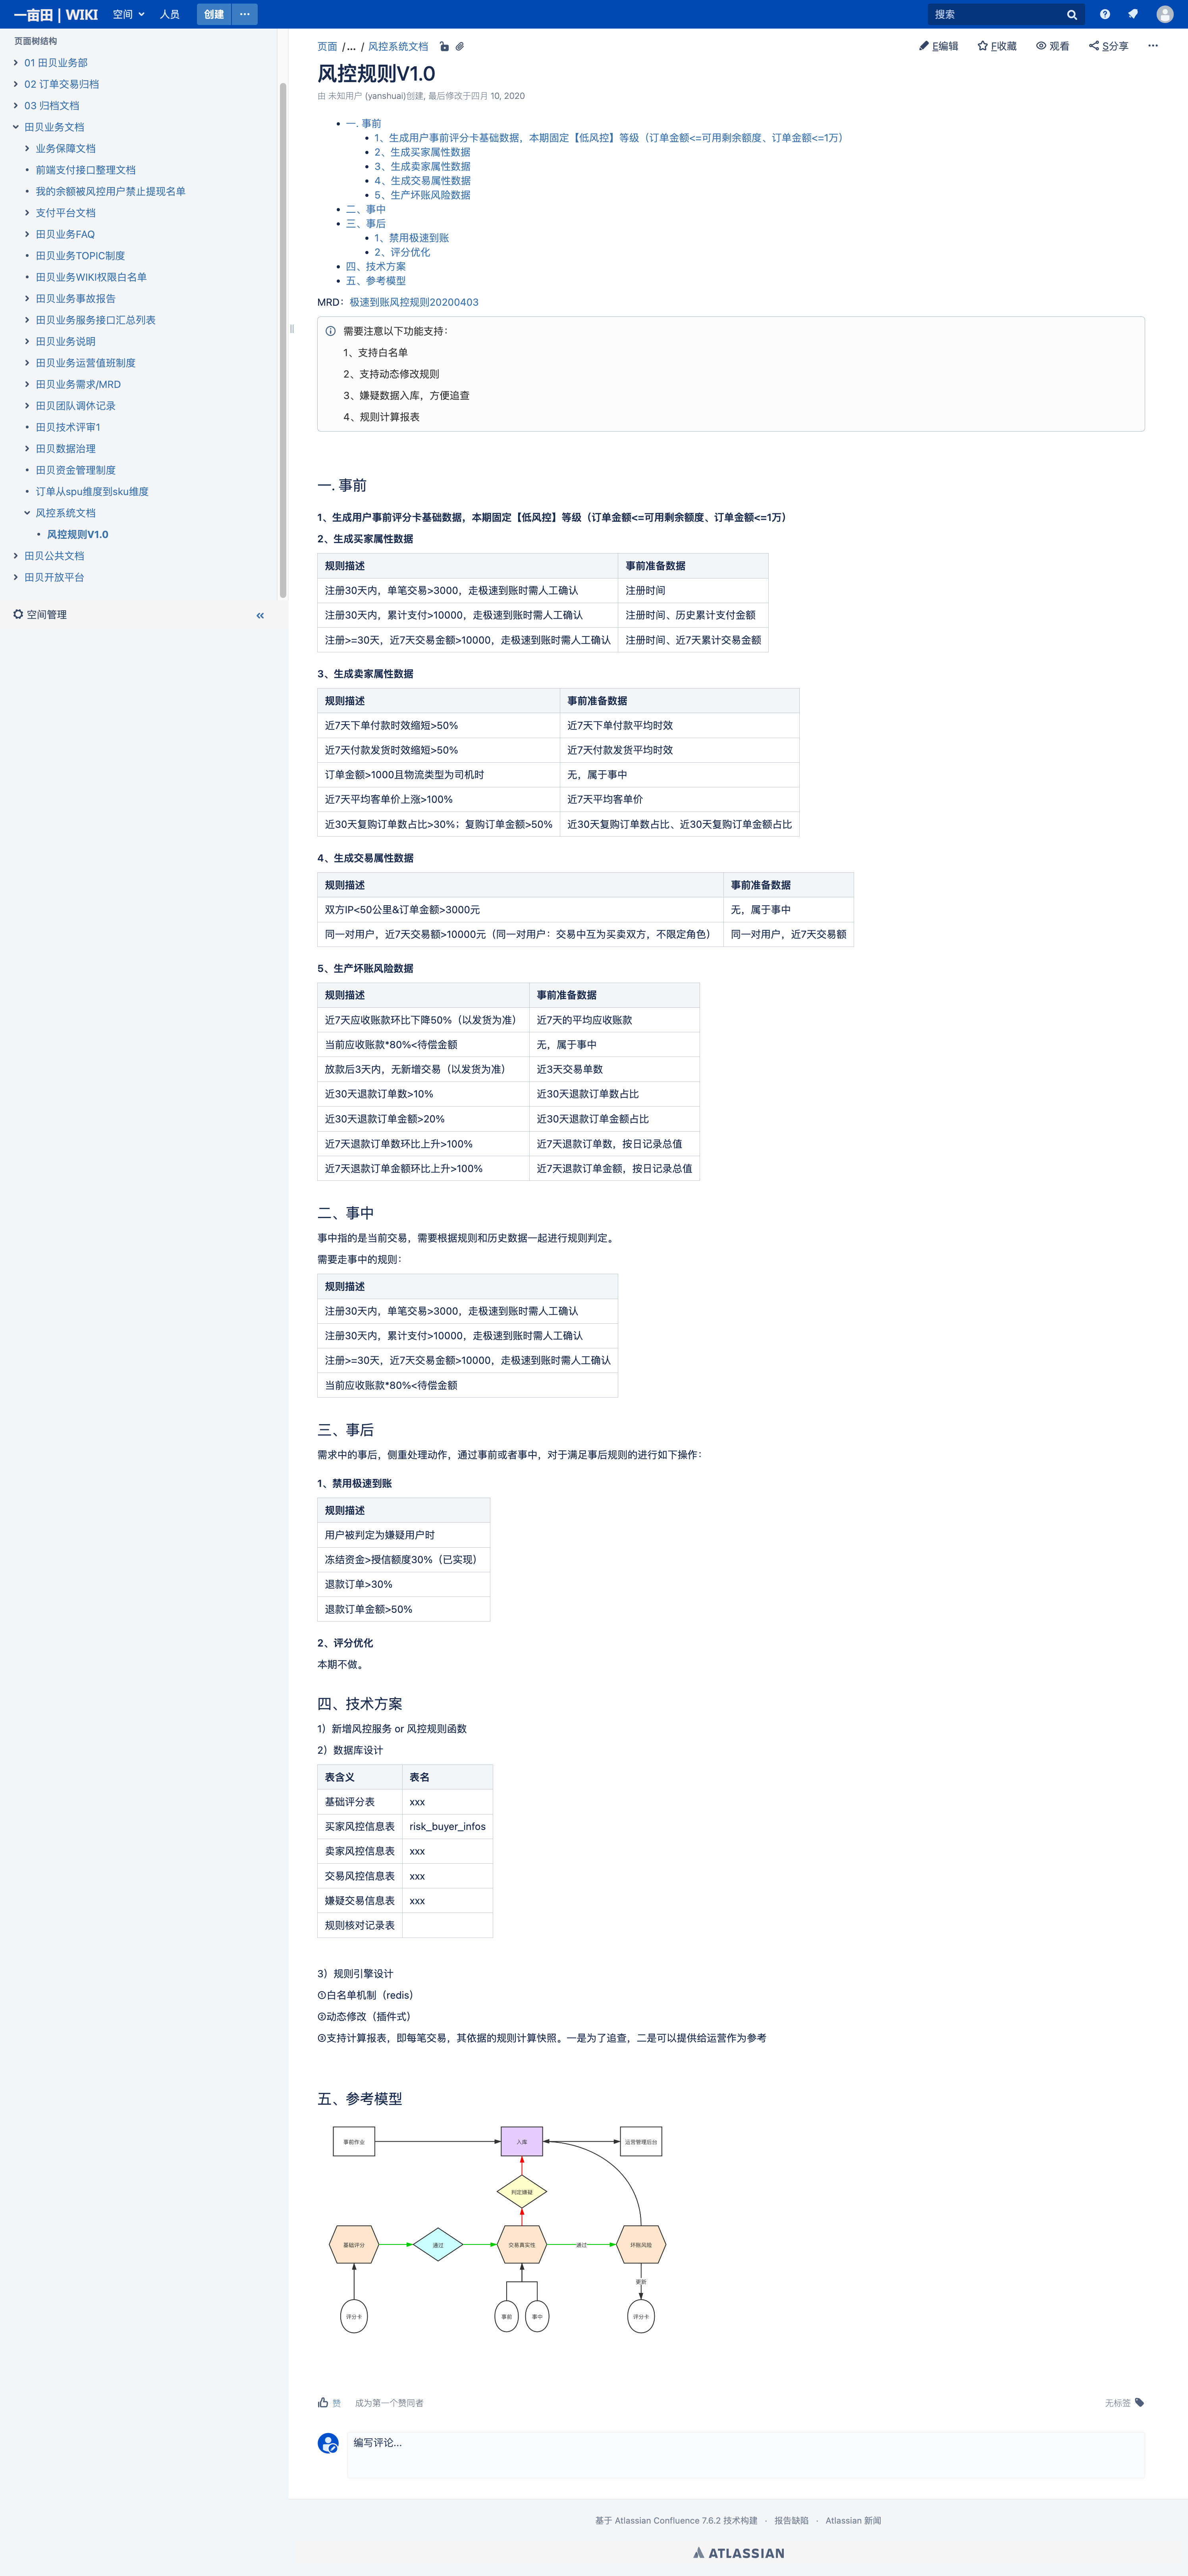 一亩田 | WIKI 空间 人员 创建 ··· 搜索
页面树结构
01 田贝业务部
02 订单交易归档
03 归档文档
田贝业务文档
业务保障文档
前端支付接口整理文档
我的余额被风控用户禁止提现名单
支付平台文档
田贝业务FAQ
田贝业务TOPIC制度
田贝业务WIKI权限白名单
田贝业务事故报告
田贝业务服务接口汇总列表
田贝业务说明
田贝业务运营值班制度
田贝业务需求/MRD
田贝团队调休记录
田贝技术评审1
田贝数据治理
田贝资金管理制度
订单从spu维度到sku维度
风控系统文档
风控规则V1.0
田贝公共文档
田贝开放平台
空间管理
页面 /... / 风控系统文档
E编辑 F收藏 观看 S分享 ···
风控规则V1.0
由 未知用户 (yanshuai)创建, 最后修改于四月 10, 2020
一. 事前
1、生成用户事前评分卡基础数据，本期固定【低风控】等级（订单金额<=可用剩余额度、订单金额<=1万）
2、生成买家属性数据
3、生成卖家属性数据
4、生成交易属性数据
5、生产坏账风险数据
二、事中
三、事后
1、禁用极速到账
2、评分优化
四、技术方案
五、参考模型
MRD：极速到账风控规则20200403
需要注意以下功能支持：
1、支持白名单
2、支持动态修改规则
3、嫌疑数据入库，方便追查
4、规则计算报表
一. 事前
1、生成用户事前评分卡基础数据，本期固定【低风控】等级（订单金额<=可用剩余额度、订单金额<=1万）
2、生成买家属性数据
规则描述 事前准备数据
注册30天内，单笔交易>3000，走极速到账时需人工确认 注册时间
注册30天内，累计支付>10000，走极速到账时需人工确认 注册时间、历史累计支付金额
注册>=30天，近7天交易金额>10000，走极速到账时需人工确认 注册时间、近7天累计交易金额
3、生成卖家属性数据
规则描述 事前准备数据
近7天下单付款时效缩短>50% 近7天下单付款平均时效
近7天付款发货时效缩短>50% 近7天付款发货平均时效
订单金额>1000且物流类型为司机时 无，属于事中
近7天平均客单价上涨>100% 近7天平均客单价
近30天复购订单数占比>30%；复购订单金额>50% 近30天复购订单数占比、近30天复购订单金额占比
4、生成交易属性数据
规则描述 事前准备数据
双方IP<50公里&订单金额>3000元 无，属于事中
同一对用户，近7天交易额>10000元（同一对用户：交易中互为买卖双方，不限定角色） 同一对用户，近7天交易额
5、生产坏账风险数据
规则描述 事前准备数据
近7天应收账款环比下降50%（以发货为准） 近7天的平均应收账款
当前应收账款*80%<待偿金额 无，属于事中
放款后3天内，无新增交易（以发货为准） 近3天交易单数
近30天退款订单数>10% 近30天退款订单数占比
近30天退款订单金额>20% 近30天退款订单金额占比
近7天退款订单数环比上升>100% 近7天退款订单数，按日记录总值
近7天退款订单金额环比上升>100% 近7天退款订单金额，按日记录总值
二、事中
事中指的是当前交易，需要根据规则和历史数据一起进行规则判定。
需要走事中的规则：
规则描述
注册30天内，单笔交易>3000，走极速到账时需人工确认
注册30天内，累计支付>10000，走极速到账时需人工确认
注册>=30天，近7天交易金额>10000，走极速到账时需人工确认
当前应收账款*80%<待偿金额
三、事后
需求中的事后，侧重处理动作，通过事前或者事中，对于满足事后规则的进行如下操作：
1、禁用极速到账
规则描述
用户被判定为嫌疑用户时
冻结资金>授信额度30%（已实现）
退款订单>30%
退款订单金额>50%
2、评分优化
本期不做。
四、技术方案
1）新增风控服务 or 风控规则函数
2）数据库设计
表含义 表名
基础评分表 xxx
买家风控信息表 risk_buyer_infos
卖家风控信息表 xxx
交易风控信息表 xxx
嫌疑交易信息表 xxx
规则核对记录表
3）规则引擎设计
①白名单机制（redis）
②动态修改（插件式）
③支持计算报表，即每笔交易，其依据的规则计算快照。一是为了追查，二是可以提供给运营作为参考
五、参考模型
事前作业 入库 运营管理后台
判定嫌疑
基础评分 通过 交易真实性 通过 坏账风险
更新
评分卡 事前 事中 评分卡
赞 成为第一个赞同者 无标签
编写评论...
基于 Atlassian Confluence 7.6.2 技术构建 · 报告缺陷 · Atlassian 新闻
ATLASSIAN